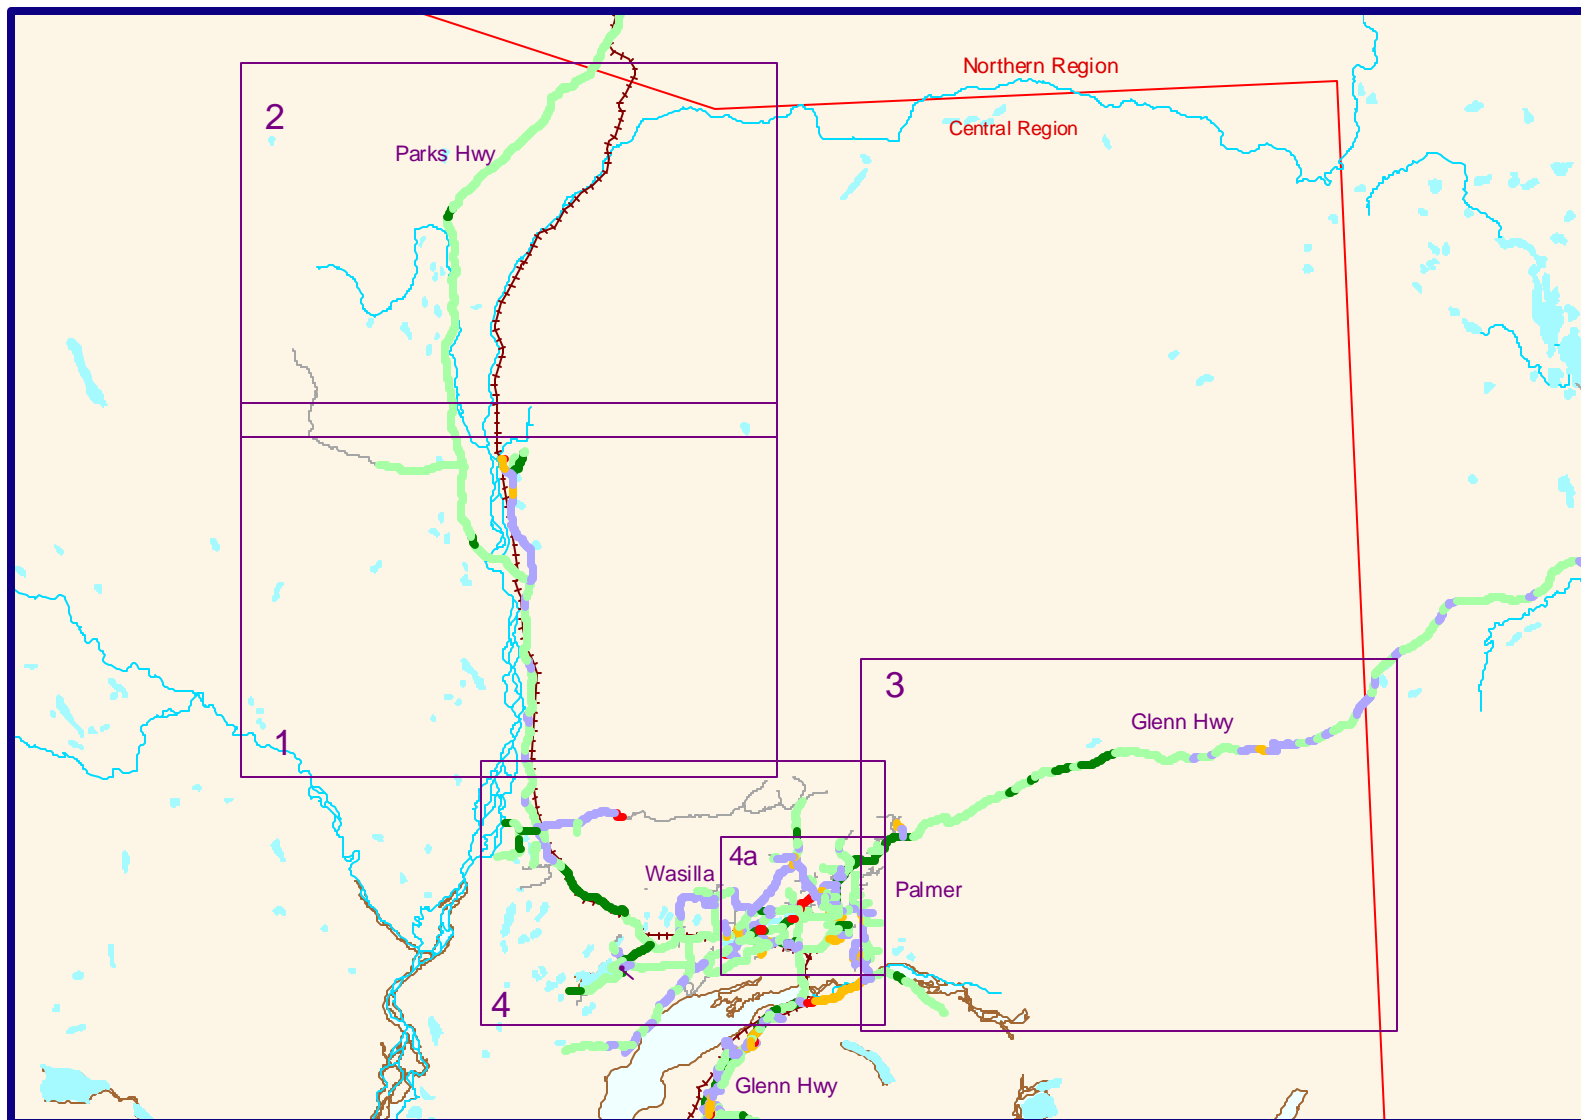 Northern Region
2
Central Region
Parks Hwy
3
Glenn Hwy
1
4a
Wasilla
Palmer
4
Glenn Hwy